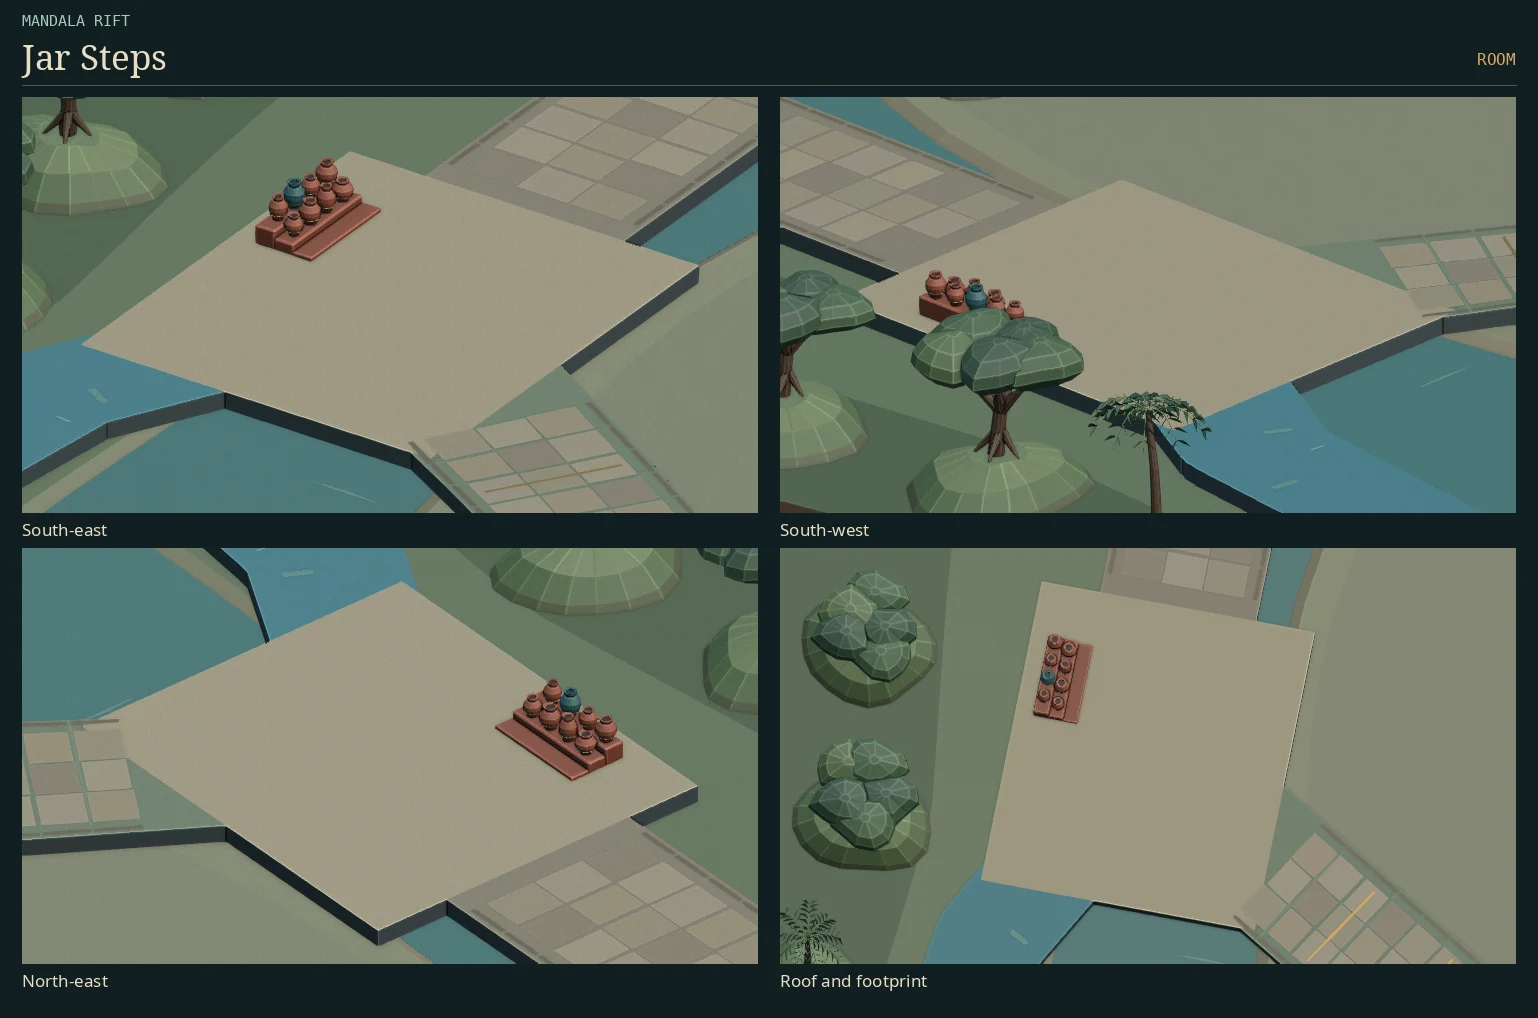 MANDALA RIFT
Jar Steps
ROOM
South-east
South-west
North-east
Roof and footprint